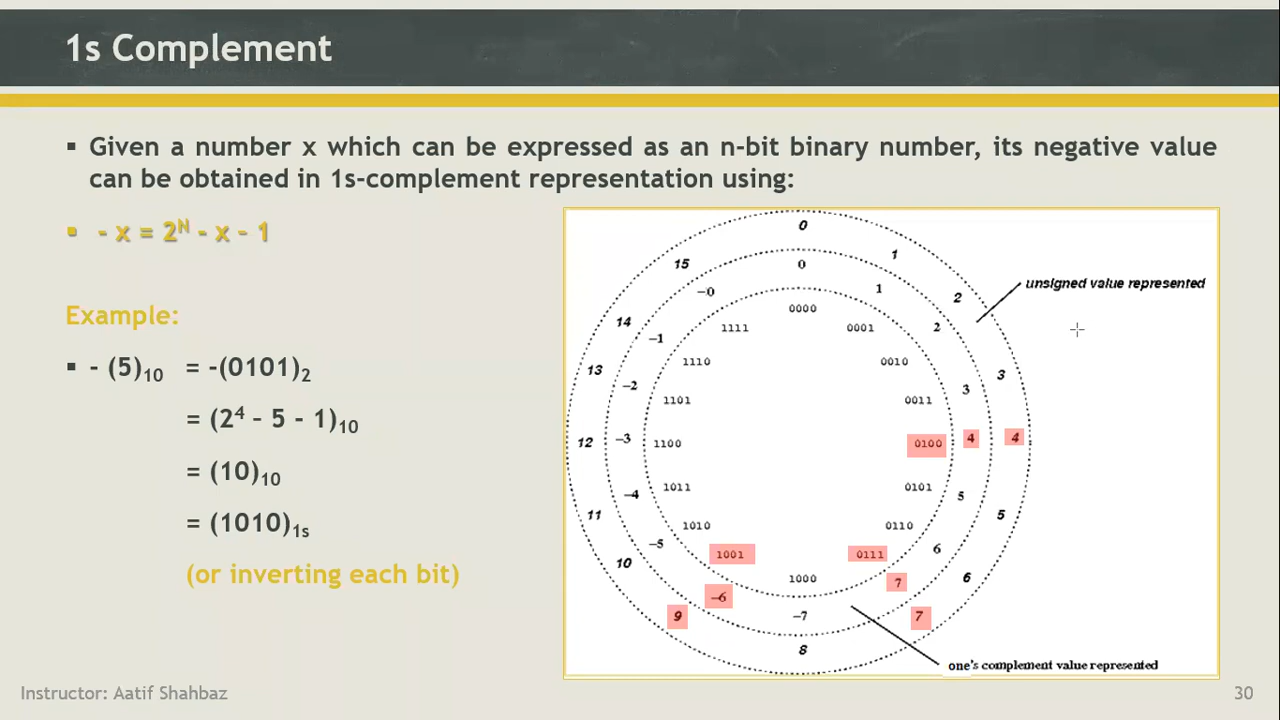 1s Complement
▪ Given a number x which can be expressed as an n-bit binary number, its negative value
can be obtained in 1s-complement representation using:
▪ - x = 2ᴺ - x - 1
Example:
▪ - (5)₁₀ = -(0101)₂
= (2⁴ – 5 - 1)₁₀
= (10)₁₀
= (1010)₁s
(or inverting each bit)
0
15 1
0
14 -0 1 2
0000
1111 0001
unsigned value represented
13 -1 2 3
1110 0010
-2 3
1101 0011
12 -3 1100 0100 4 4
-4 1011 0101 5
11 5
1010 0110
-5 6
10 6
1001 0111
1000
-6 7
9 -7 7
8
one's complement value represented
Instructor: Aatif Shahbaz
30